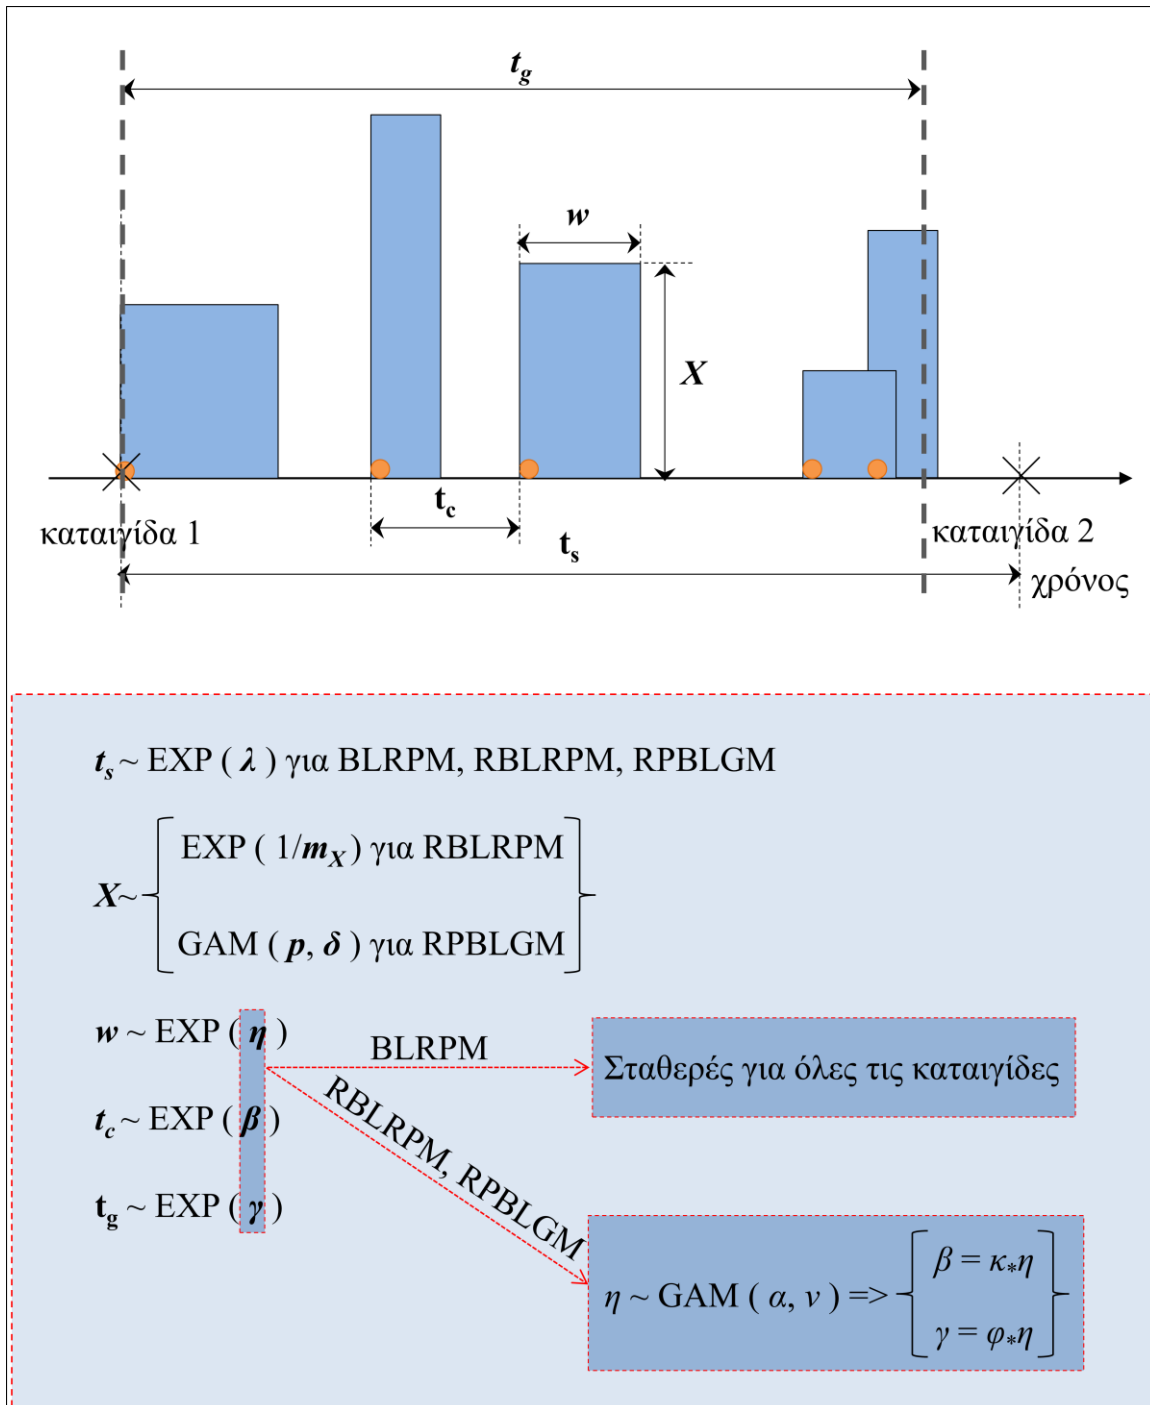 t_g
w
X
t_c
καταιγίδα 1
καταιγίδα 2
t_s
χρόνος
t_s ~ EXP ( λ ) για BLRPM, RBLRPM, RPBLGM
EXP ( 1/m_X ) για RBLRPM
X~
GAM ( p, δ ) για RPBLGM
w ~ EXP ( η )
BLRPM
Σταθερές για όλες τις καταιγίδες
t_c ~ EXP ( β )
RBLRPM, RPBLGM
t_g ~ EXP ( γ )
β = κ*η
η ~ GAM ( α, ν ) =>
γ = φ*η